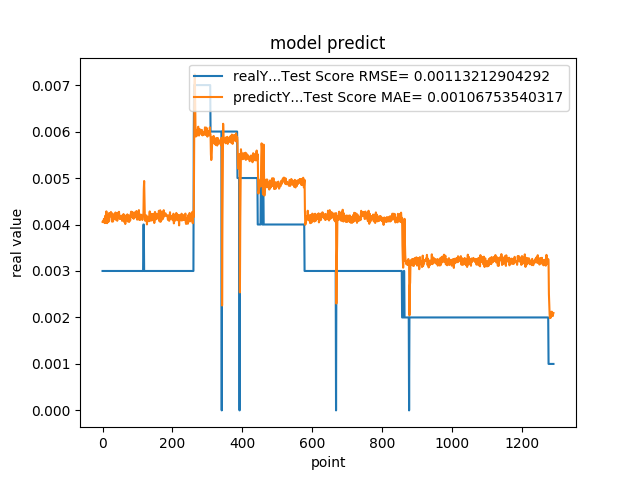 model predict
realY...Test Score RMSE= 0.00113212904292
predictY...Test Score MAE= 0.00106753540317
0.007
0.006
0.005
0.004
0.003
0.002
0.001
0.000
real value
0 200 400 600 800 1000 1200
point